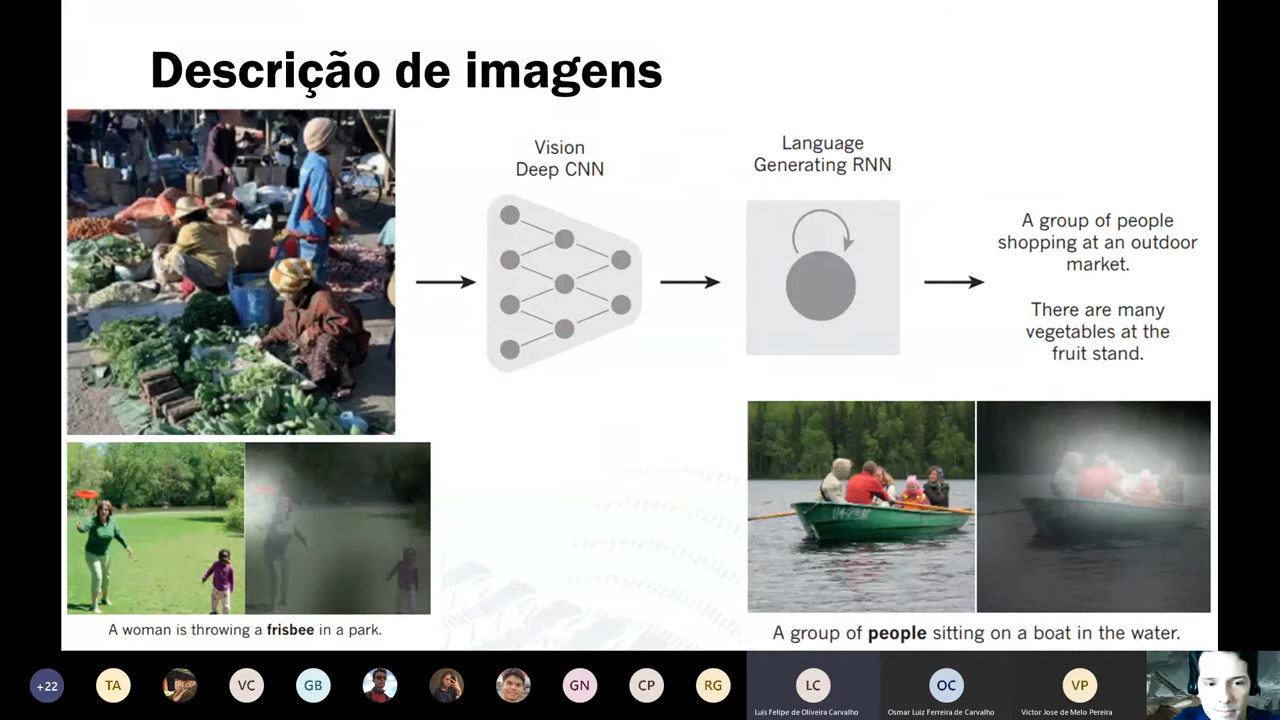 Descrição de imagens
Vision
Deep CNN
Language
Generating RNN
A group of people
shopping at an outdoor
market.
There are many
vegetables at the
fruit stand.
A woman is throwing a frisbee in a park.
A group of people sitting on a boat in the water.
+22
TA
VC
GB
GN
CP
RG
LC
OC
VP
Luis Felipe de Oliveira Carvalho
Osmar Luiz Ferreira de Carvalho
Victor Jose de Melo Pereira